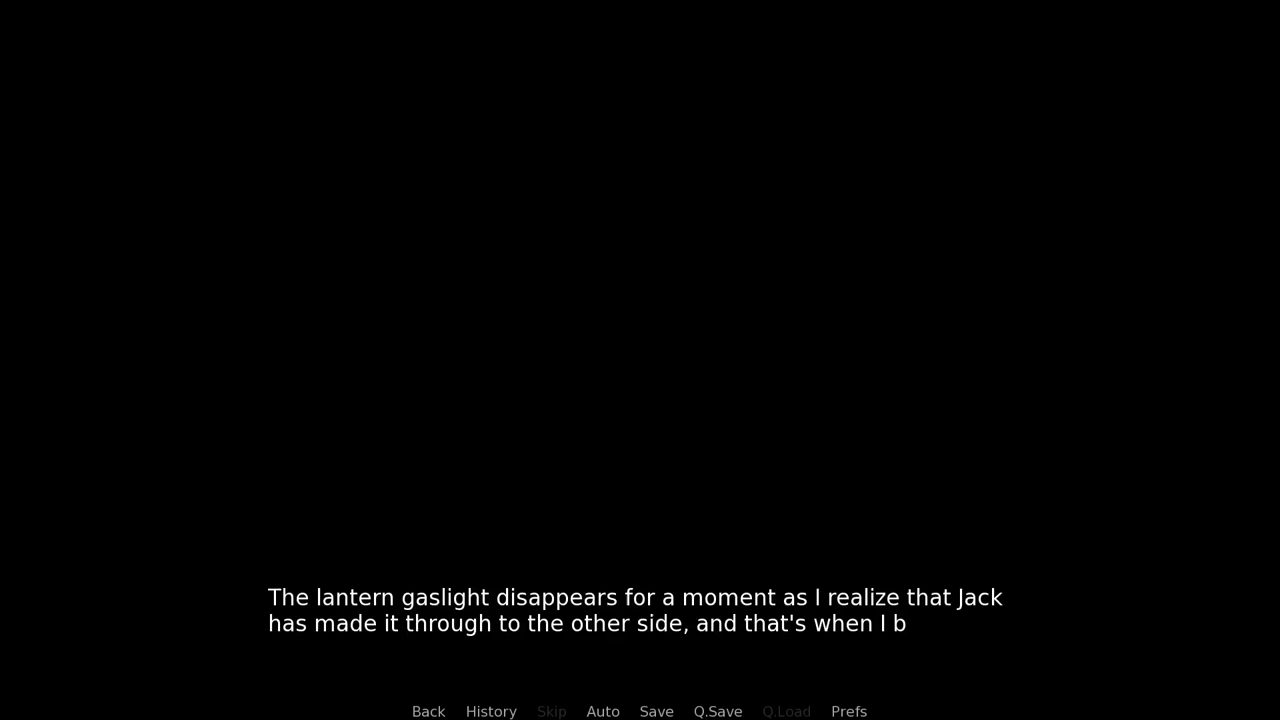 The lantern gaslight disappears for a moment as I realize that Jack
has made it through to the other side, and that's when I b
Back History Skip Auto Save Q.Save Q.Load Prefs